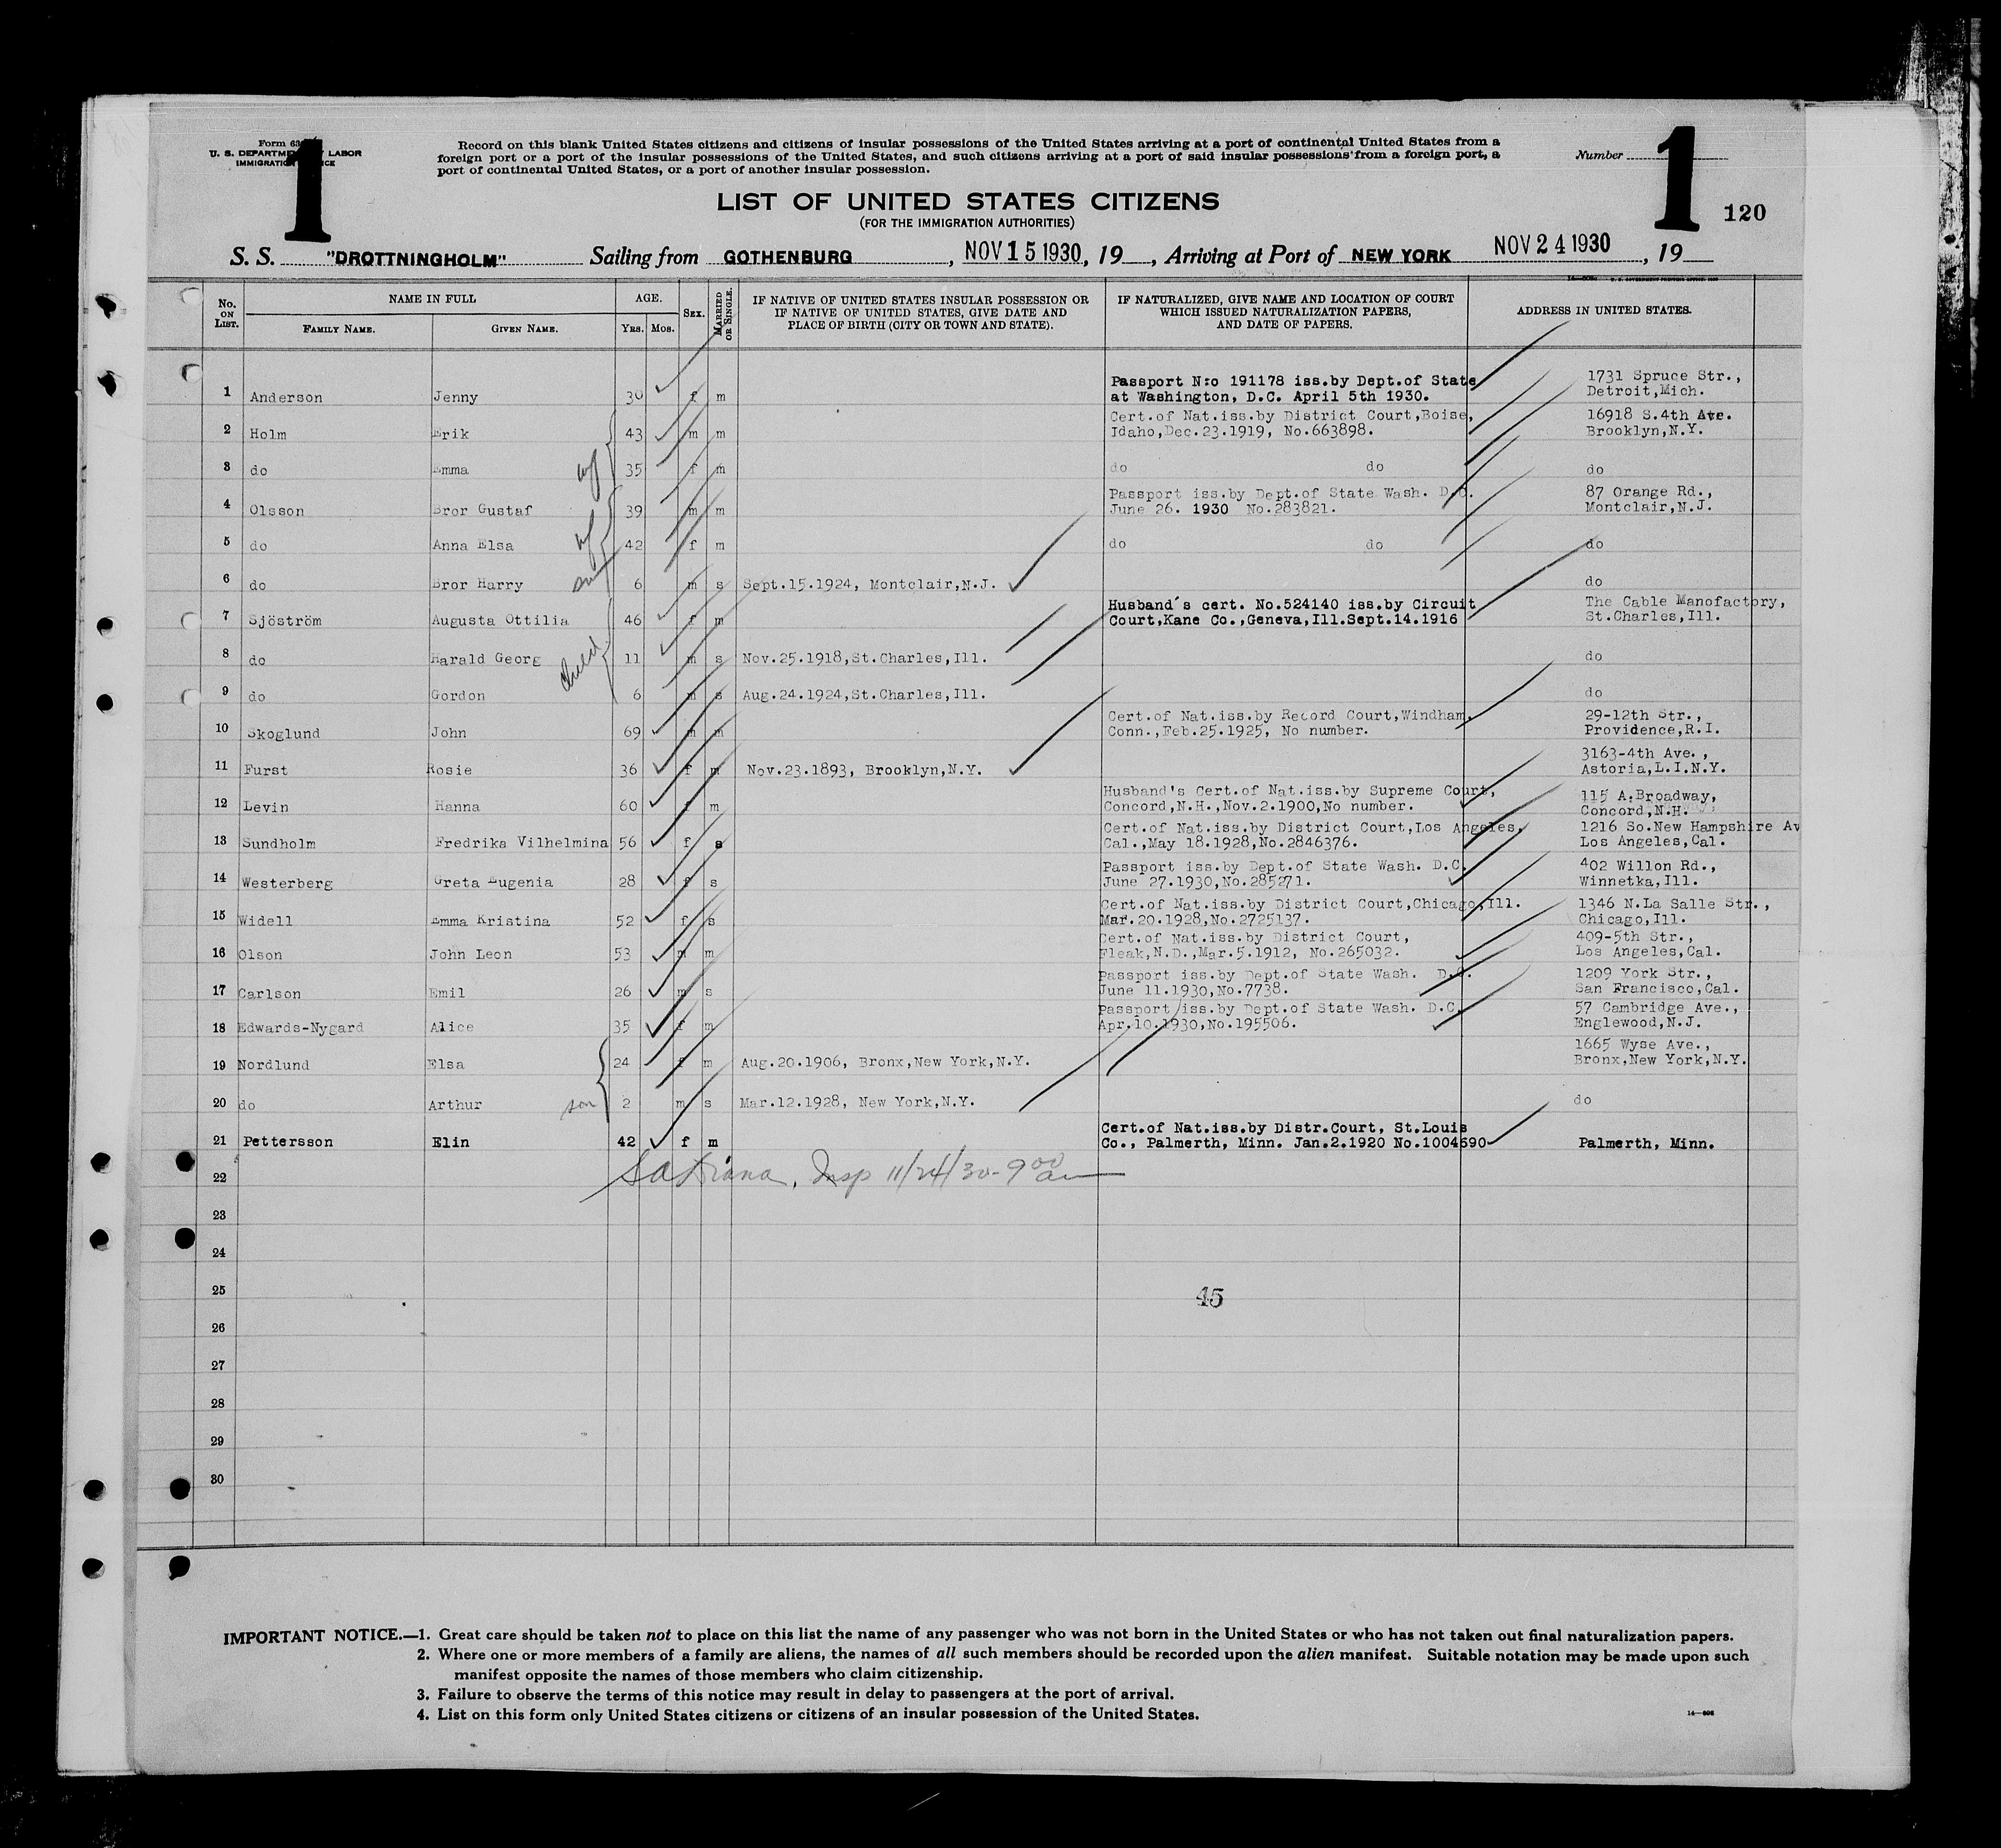 Form 63
U. S. DEPARTMENT LABOR
IMMIGRATION SERVICE
1
Record on this blank United States citizens and citizens of insular possessions of the United States arriving at a port of continental United States from a
foreign port or a port of the insular possessions of the United States, and such citizens arriving at a port of said insular possessions from a foreign port, a
port of continental United States, or a port of another insular possession.
Number
1
120
LIST OF UNITED STATES CITIZENS
(FOR THE IMMIGRATION AUTHORITIES)
S. S. "DROTTNINGHOLM" Sailing from GOTHENBURG, NOV 15 1930, 19 , Arriving at Port of NEW YORK NOV 24 1930, 19
No. ON LIST. NAME IN FULL FAMILY NAME. GIVEN NAME. AGE. YRS. MOS. SEX. MARRIED OR SINGLE.
IF NATIVE OF UNITED STATES INSULAR POSSESSION OR
IF NATIVE OF UNITED STATES, GIVE DATE AND
PLACE OF BIRTH (CITY OR TOWN AND STATE).
IF NATURALIZED, GIVE NAME AND LOCATION OF COURT
WHICH ISSUED NATURALIZATION PAPERS,
AND DATE OF PAPERS.
ADDRESS IN UNITED STATES.
Passport N:o 191178 iss.by Dept.of State 1731 Spruce Str.,
1 Anderson Jenny 30 f m at Washington, D.C. April 5th 1930. Detroit,Mich.
Cert.of Nat.iss.by District Court,Boise, 16918 S.4th Ave.
2 Holm Erik 43 m m Idaho,Dec.23.1919, No.663898. Brooklyn,N.Y.
3 do Emma wf 35 f m do do do
Passport iss.by Dept.of State Wash. D.C. 87 Orange Rd.,
4 Olsson Bror Gustaf 39 m m June 26. 1930 No.283821. Montclair,N.J.
5 do Anna Elsa wf 42 f m do do do
6 do Bror Harry son 6 m s Sept.15.1924, Montclair,N.J. do
Husband's cert. No.524140 iss.by Circuit The Cable Manofactory,
7 Sjöström Augusta Ottilia 46 f m Court,Kane Co.,Geneva,Ill.Sept.14.1916 St.Charles,Ill.
8 do Harald Georg child 11 m s Nov.25.1918,St.Charles,Ill. do
9 do Gordon 6 m s Aug.24.1924,St.Charles,Ill. do
Cert.of Nat.iss.by Record Court,Windham. 29-12th Str.,
10 Skoglund John 69 m m Conn.,Feb.25.1925, No number. Providence,R.I.
3163-4th Ave.,
11 Furst Rosie 36 f m Nov.23.1893, Brooklyn,N.Y. Astoria,L.I.N.Y.
Husband's Cert.of Nat.iss.by Supreme Court, 115 A.Broadway,
12 Levin Hanna 60 f m Concord,N.H.,Nov.2.1900,No number. Concord,N.H.
Cert.of Nat.iss.by District Court,Los Angeles, 1216 So.New Hampshire Av
13 Sundholm Fredrika Vilhelmina 56 f s Cal.,May 18.1928,No.2846376. Los Angeles,Cal.
Passport iss.by Dept.of State Wash. D.C. 402 Willon Rd.,
14 Westerberg Greta Eugenia 28 f s June 27.1930,No.285271. Winnetka,Ill.
Cert.of Nat.iss.by District Court,Chicago,Ill. 1346 N.La Salle Str.,
15 Widell Emma Kristina 52 f s Mar.20.1928,No.2725137. Chicago,Ill.
Cert.of Nat.iss.by District Court, 409-5th Str.,
16 Olson John Leon 53 m m Fleak,N.D.,Mar.5.1912, No.265032. Los Angeles,Cal.
Passport iss.by Dept.of State Wash. D.C. 1209 York Str.,
17 Carlson Emil 26 m s June 11.1930,No.7738. San Francisco,Cal.
Passport iss.by Dept.of State Wash. D.C. 57 Cambridge Ave.,
18 Edwards-Nygard Alice 35 f m Apr.10.1930,No.195506. Englewood,N.J.
1665 Wyse Ave.,
19 Nordlund Elsa 24 f m Aug.20.1906, Bronx,New York,N.Y. Bronx,New York,N.Y.
20 do Arthur son 2 m s Mar.12.1928, New York,N.Y. do
Cert.of Nat.iss.by Distr.Court, St.Louis
21 Pettersson Elin 42 f m Co., Palmerth, Minn. Jan.2.1920 No.1004690 Palmerth, Minn.
22 Insp 11/24/30-9 00 am
23
24
25 45
26
27
28
29
30
IMPORTANT NOTICE.—1. Great care should be taken not to place on this list the name of any passenger who was not born in the United States or who has not taken out final naturalization papers.
2. Where one or more members of a family are aliens, the names of all such members should be recorded upon the alien manifest. Suitable notation may be made upon such
manifest opposite the names of those members who claim citizenship.
3. Failure to observe the terms of this notice may result in delay to passengers at the port of arrival.
4. List on this form only United States citizens or citizens of an insular possession of the United States.